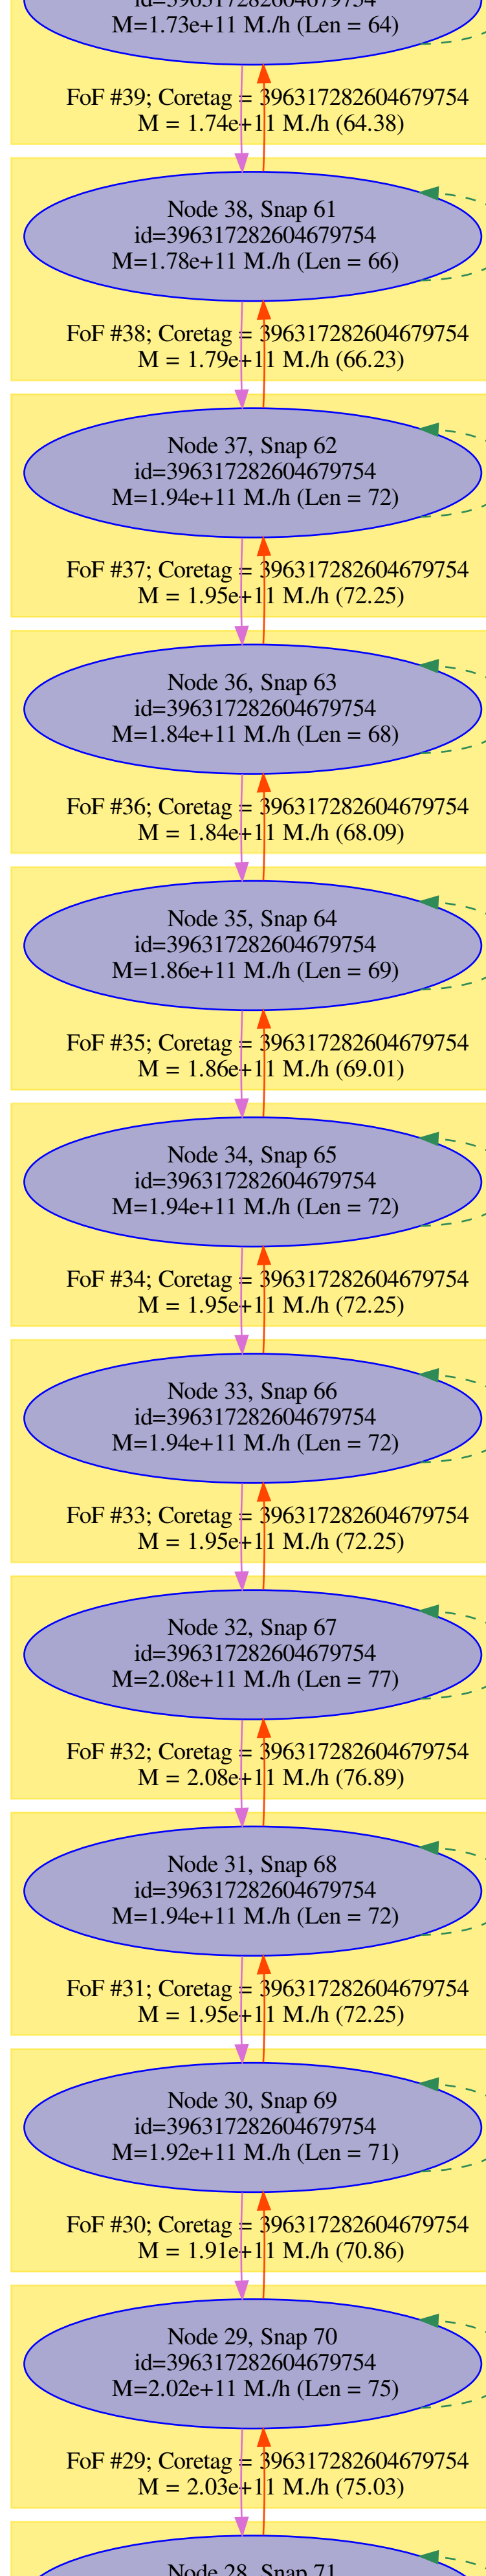 id=396317282604679754
M=1.73e+11 M./h (Len = 64)
FoF #39; Coretag = 396317282604679754
M = 1.74e+11 M./h (64.38)
Node 38, Snap 61
id=396317282604679754
M=1.78e+11 M./h (Len = 66)
FoF #38; Coretag = 396317282604679754
M = 1.79e+11 M./h (66.23)
Node 37, Snap 62
id=396317282604679754
M=1.94e+11 M./h (Len = 72)
FoF #37; Coretag = 396317282604679754
M = 1.95e+11 M./h (72.25)
Node 36, Snap 63
id=396317282604679754
M=1.84e+11 M./h (Len = 68)
FoF #36; Coretag = 396317282604679754
M = 1.84e+11 M./h (68.09)
Node 35, Snap 64
id=396317282604679754
M=1.86e+11 M./h (Len = 69)
FoF #35; Coretag = 396317282604679754
M = 1.86e+11 M./h (69.01)
Node 34, Snap 65
id=396317282604679754
M=1.94e+11 M./h (Len = 72)
FoF #34; Coretag = 396317282604679754
M = 1.95e+11 M./h (72.25)
Node 33, Snap 66
id=396317282604679754
M=1.94e+11 M./h (Len = 72)
FoF #33; Coretag = 396317282604679754
M = 1.95e+11 M./h (72.25)
Node 32, Snap 67
id=396317282604679754
M=2.08e+11 M./h (Len = 77)
FoF #32; Coretag = 396317282604679754
M = 2.08e+11 M./h (76.89)
Node 31, Snap 68
id=396317282604679754
M=1.94e+11 M./h (Len = 72)
FoF #31; Coretag = 396317282604679754
M = 1.95e+11 M./h (72.25)
Node 30, Snap 69
id=396317282604679754
M=1.92e+11 M./h (Len = 71)
FoF #30; Coretag = 396317282604679754
M = 1.91e+11 M./h (70.86)
Node 29, Snap 70
id=396317282604679754
M=2.02e+11 M./h (Len = 75)
FoF #29; Coretag = 396317282604679754
M = 2.03e+11 M./h (75.03)
Node 28, Snap 71